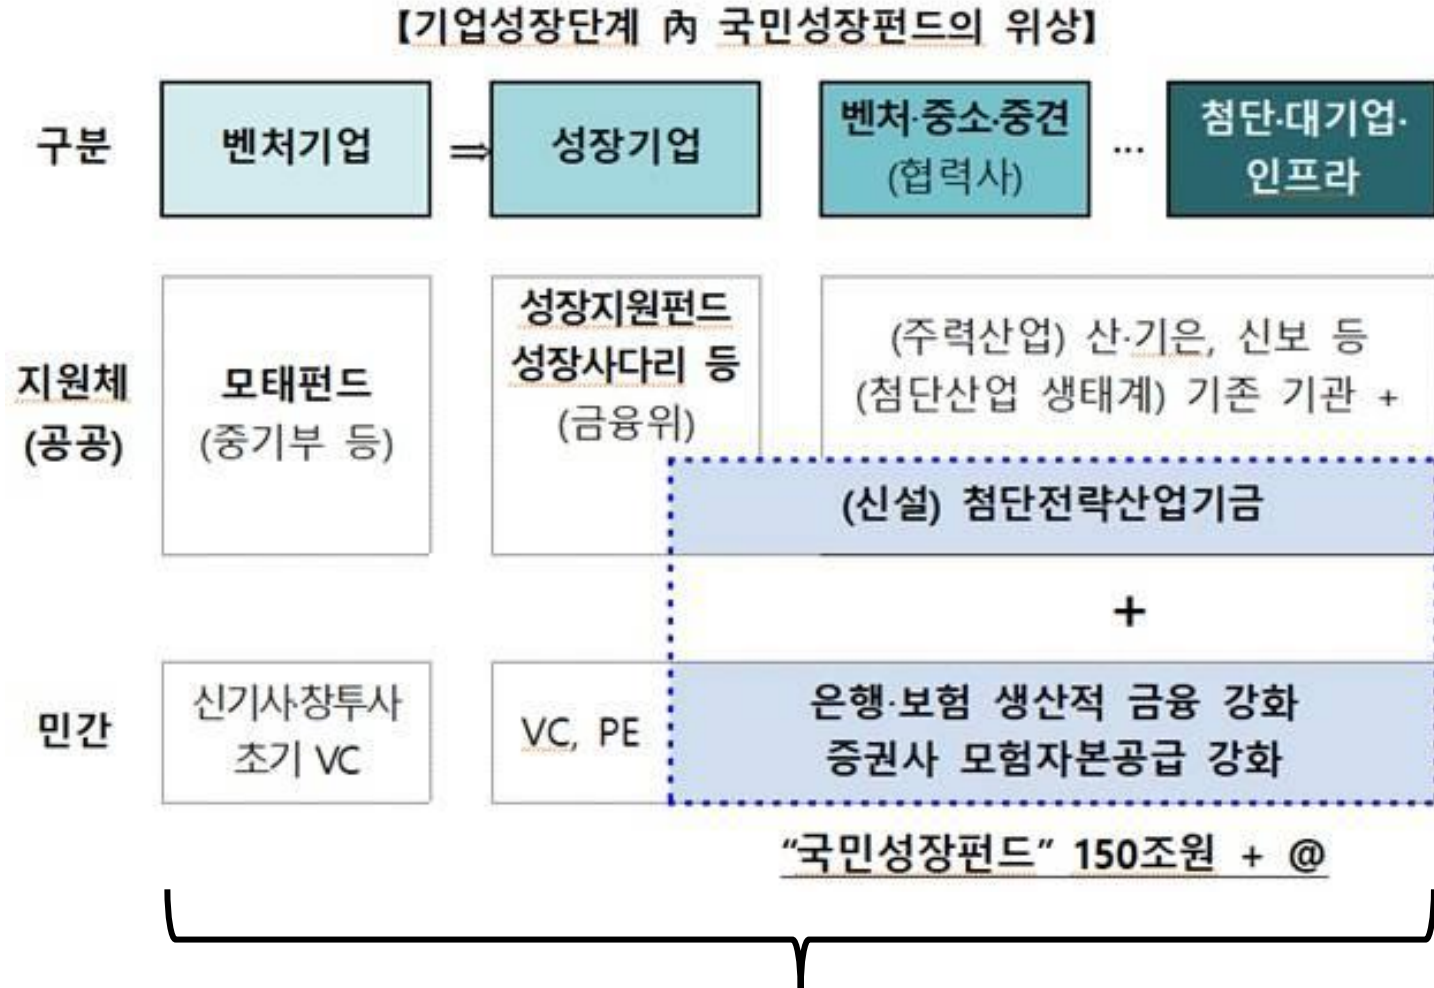 【기업성장단계 內 국민성장펀드의 위상】
구분
벤처기업
⇒
성장기업
벤처·중소·중견
(협력사)
···
첨단·대기업·
인프라
지원체
(공공)
모태펀드
(중기부 등)
성장지원펀드
성장사다리 등
(금융위)
(주력산업) 산·기은, 신보 등
(첨단산업 생태계) 기존 기관 +
(신설) 첨단전략산업기금
+
민간
신기사·창투사
초기 VC
VC, PE
은행·보험 생산적 금융 강화
증권사 모험자본공급 강화
“국민성장펀드” 150조원 + @